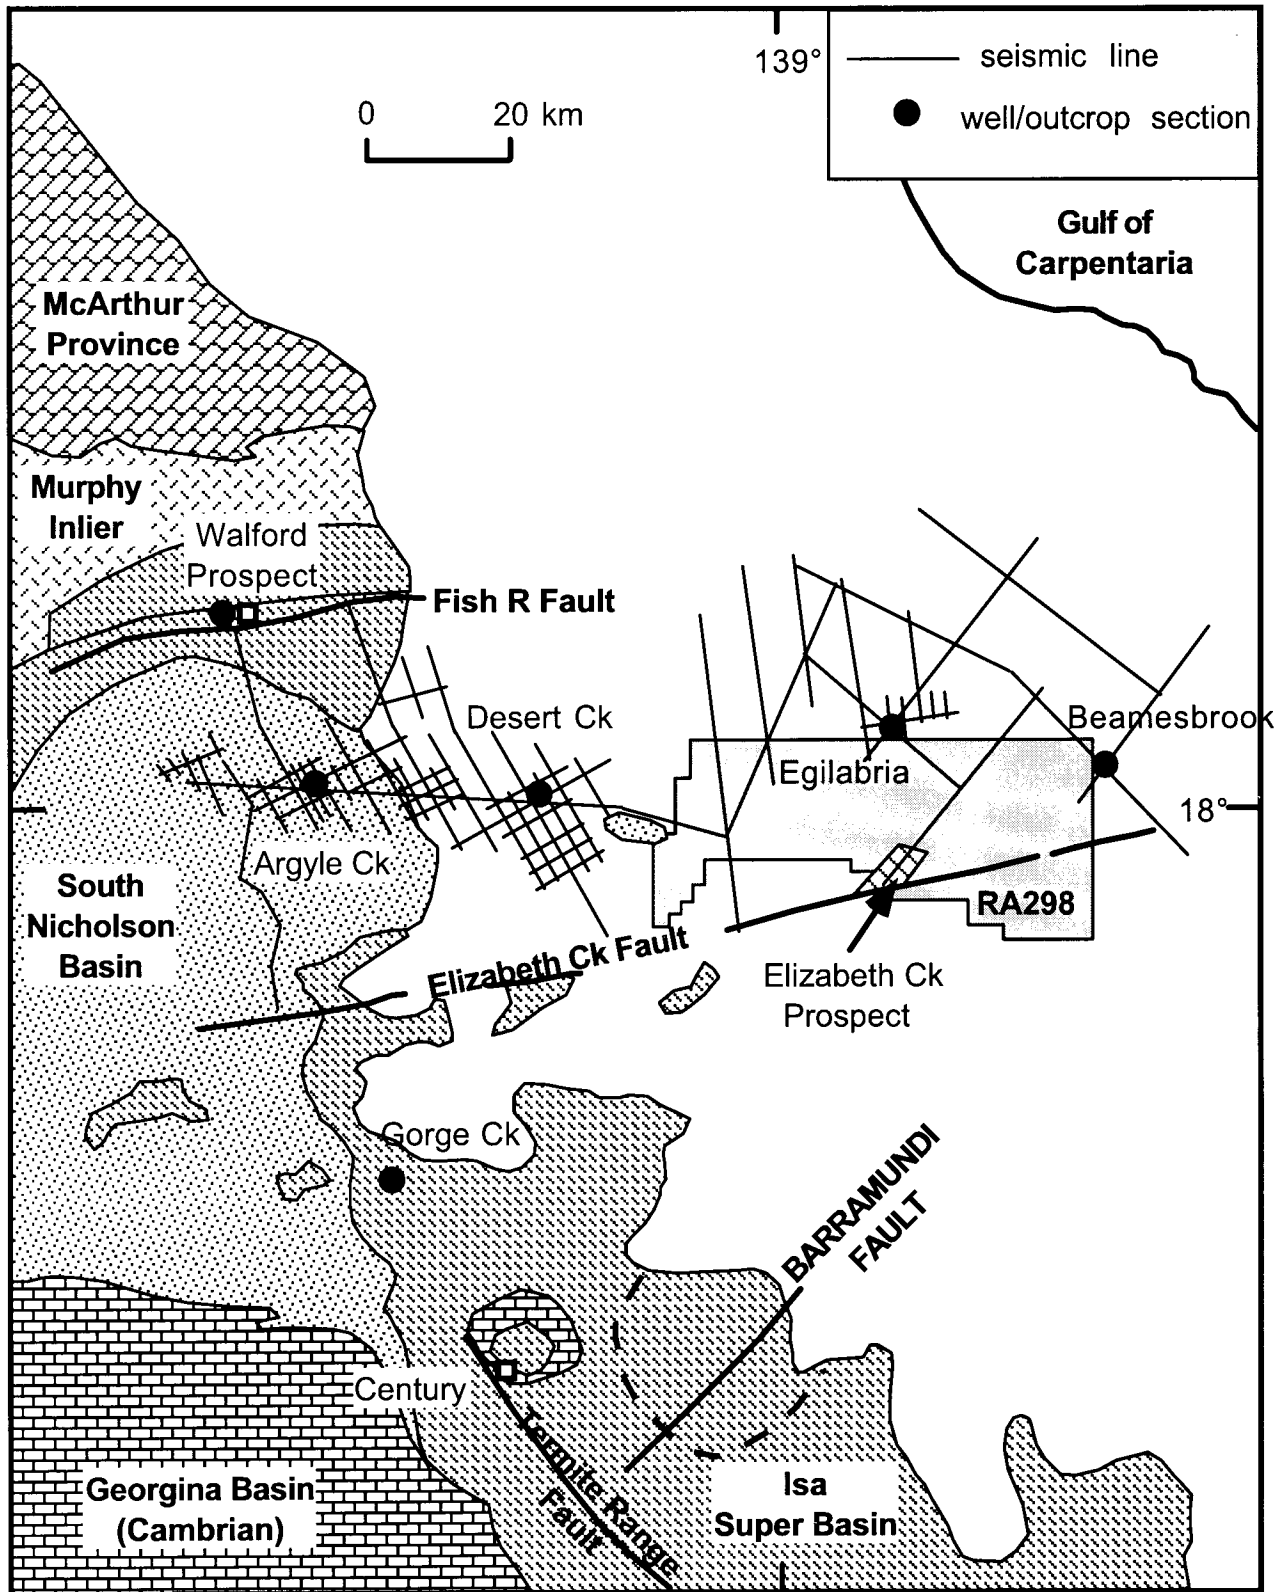 139°
seismic line
well/outcrop section
0 20 km
Gulf of
Carpentaria
McArthur
Province
Murphy
Inlier
Walford
Prospect
Fish R Fault
Desert Ck
Beamesbrook
Egilabria
18°
Argyle Ck
South
Nicholson
Basin
RA298
Elizabeth Ck Fault
Elizabeth Ck
Prospect
Gorge Ck
BARRAMUNDI
FAULT
Century
Termite Range
Fault
Georgina Basin
(Cambrian)
Isa
Super Basin